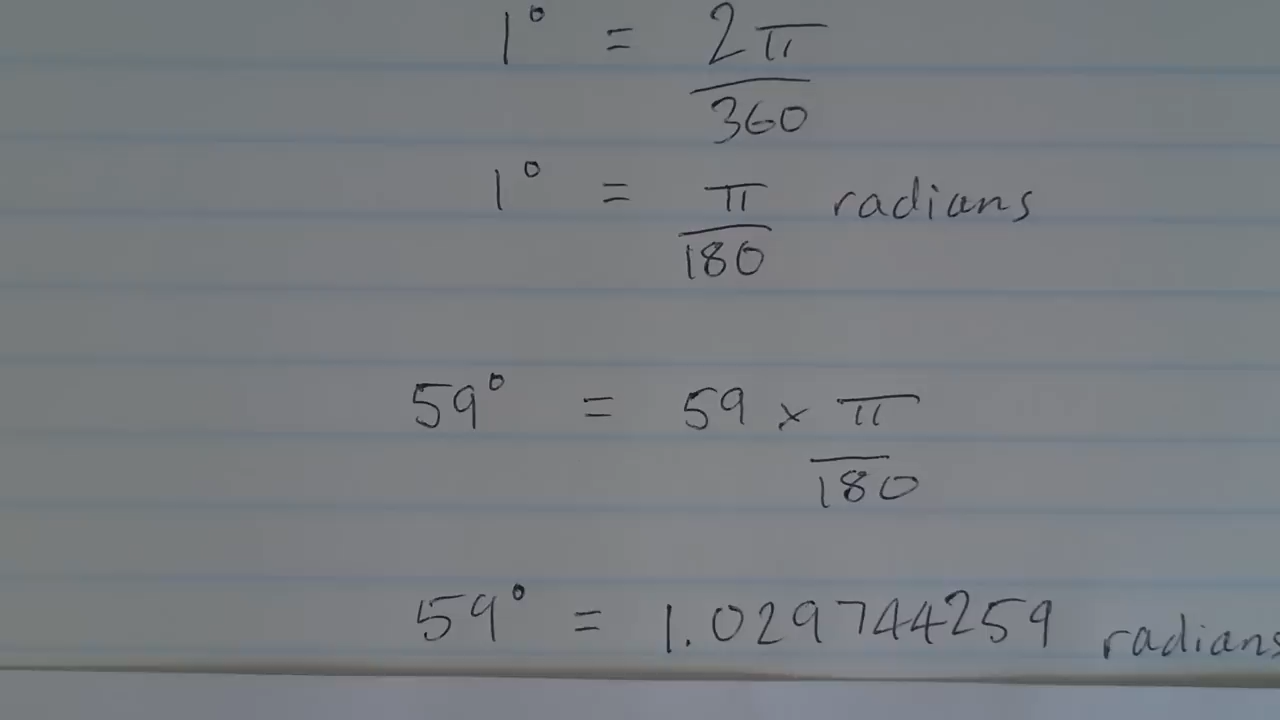 1° = 2π/360
1° = π/180 radians
59° = 59 × π/180
59° = 1.029744259 radians